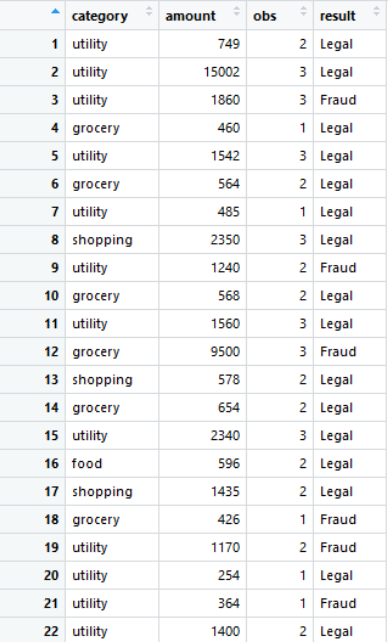 category amount obs result
1 utility 749 2 Legal
2 utility 15002 3 Legal
3 utility 1860 3 Fraud
4 grocery 460 1 Legal
5 utility 1542 3 Legal
6 grocery 564 2 Legal
7 utility 485 1 Legal
8 shopping 2350 3 Legal
9 utility 1240 2 Fraud
10 grocery 568 2 Legal
11 utility 1560 3 Legal
12 grocery 9500 3 Fraud
13 shopping 578 2 Legal
14 grocery 654 2 Legal
15 utility 2340 3 Legal
16 food 596 2 Legal
17 shopping 1435 2 Legal
18 grocery 426 1 Fraud
19 utility 1170 2 Fraud
20 utility 254 1 Legal
21 utility 364 1 Fraud
22 utility 1400 2 Legal